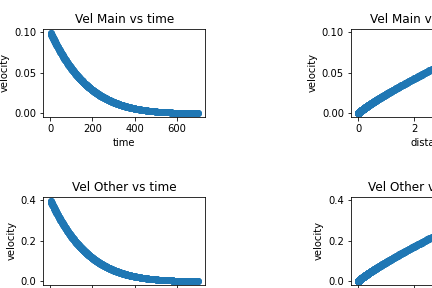 Vel Main vs time
0.10
0.05
0.00
velocity
0 200 400 600
time
Vel Main v
0.10
0.05
0.00
velocity
0 2
dista
Vel Other vs time
0.4
0.2
0.0
velocity
Vel Other v
0.4
0.2
0.0
velocity